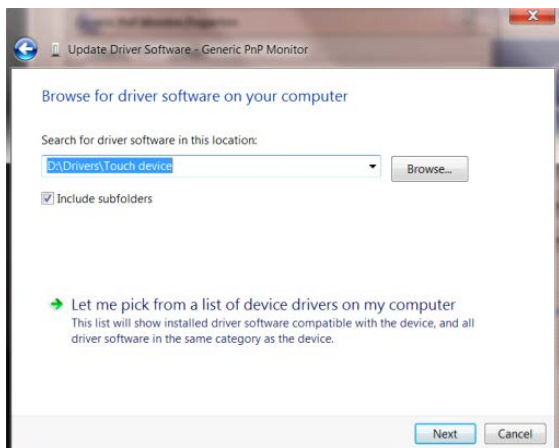 Update Driver Software - Generic PnP Monitor
Browse for driver software on your computer
Search for driver software in this location:
D:\Drivers\Touch device
Browse...
Include subfolders
Let me pick from a list of device drivers on my computer
This list will show installed driver software compatible with the device, and all
driver software in the same category as the device.
Next
Cancel